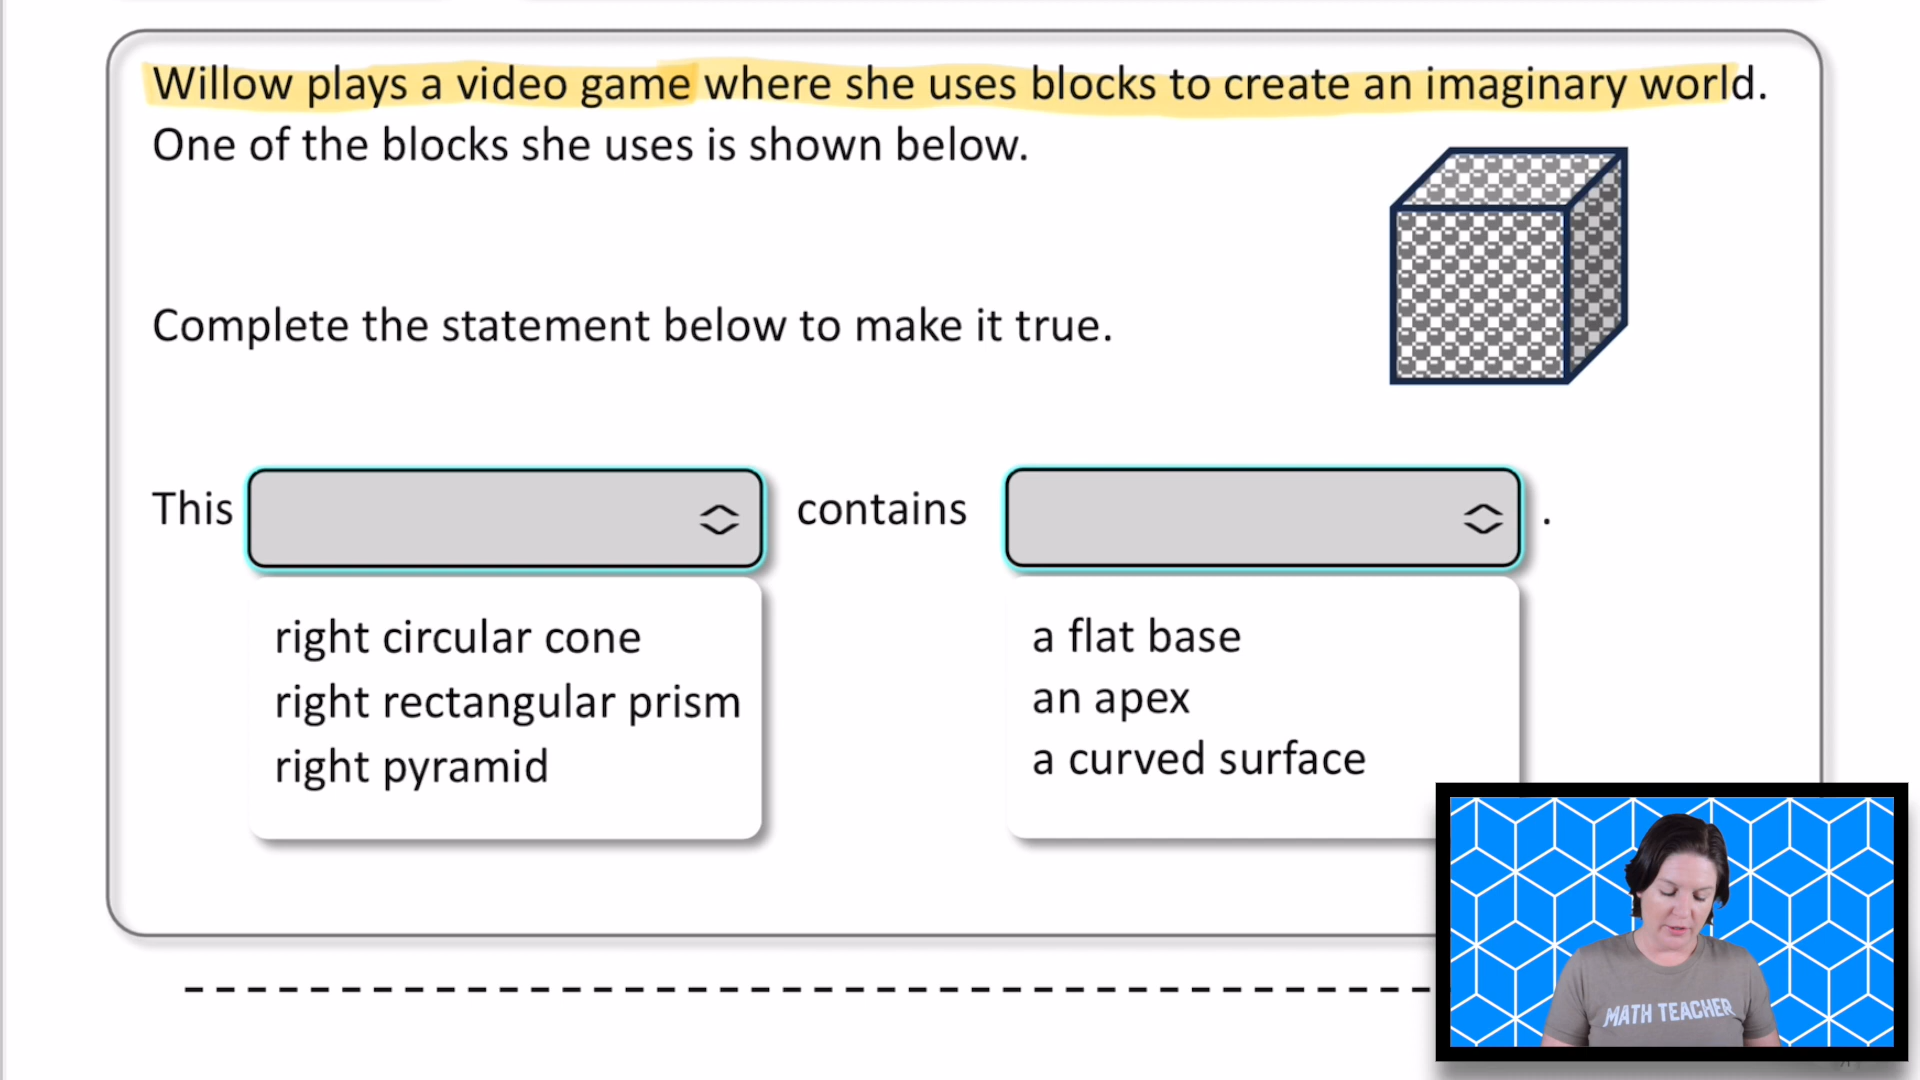 Willow plays a video game where she uses blocks to create an imaginary world.
One of the blocks she uses is shown below.
Complete the statement below to make it true.
This contains .
right circular cone
right rectangular prism
right pyramid
a flat base
an apex
a curved surface
MATH TEACHER